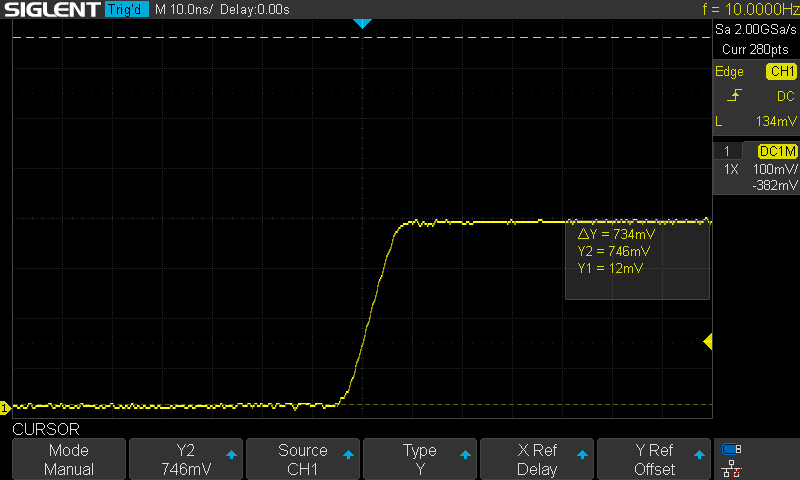 SIGLENT Trig'd M 10.0ns/ Delay:0.00s f = 10.0000Hz
Sa 2.00GSa/s
Curr 280pts
Edge CH1
DC
L 134mV
1 DC1M
1X 100mV/
-382mV
△Y = 734mV
Y2 = 746mV
Y1 = 12mV
1
CURSOR
Mode Y2 Source Type X Ref Y Ref
Manual 746mV CH1 Y Delay Offset